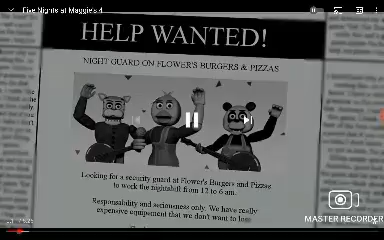 Five Nights at Maggie's 4
HELP WANTED!
NIGHT GUARD ON FLOWER'S BURGERS & PIZZAS
Looking for a security guard at Flower's Burgers and Pizzas
to work the nightshift from 12 to 6 am.
Responsability and seriousness only. We have really
expensive equipement that we don't want to lose
MASTER RECORDER